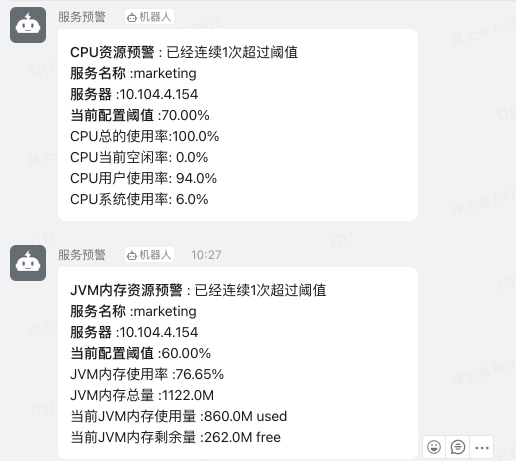 服务预警 机器人
CPU资源预警 : 已经连续1次超过阈值
服务名称 :marketing
服务器 :10.104.4.154
当前配置阈值 :70.00%
CPU总的使用率:100.0%
CPU当前空闲率: 0.0%
CPU用户使用率: 94.0%
CPU系统使用率: 6.0%
服务预警 机器人 10:27
JVM内存资源预警 : 已经连续1次超过阈值
服务名称 :marketing
服务器 :10.104.4.154
当前配置阈值 :60.00%
JVM内存使用率 :76.65%
JVM内存总量 :1122.0M
当前JVM内存使用量 :860.0M used
当前JVM内存剩余量 :262.0M free